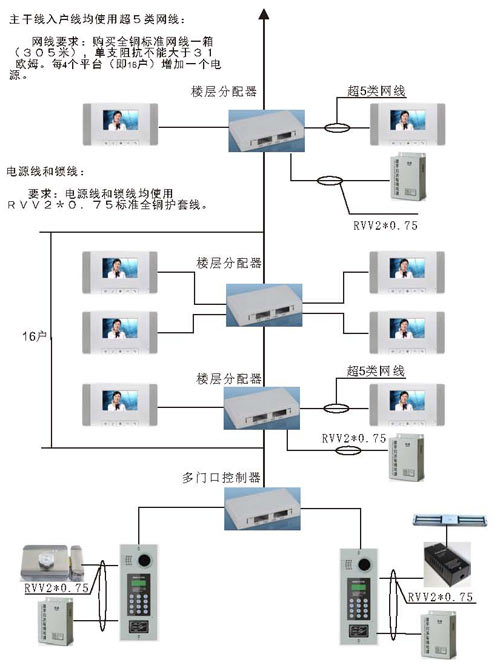 主干线入户线均使用超5类网线：
网线要求：购买全铜标准网线一箱
（305米），单支阻抗不能大于31
欧姆。每4个平台（即16户）增加一个电
源。
楼层分配器
超5类网线
电源线和锁线：
要求：电源线和锁线均使用
RVV2*0.75标准全铜护套线。
RVV2*0.75
楼层分配器
16户
楼层分配器
超5类网线
RVV2*0.75
多门口控制器
RVV2*0.75
RVV2*0.75